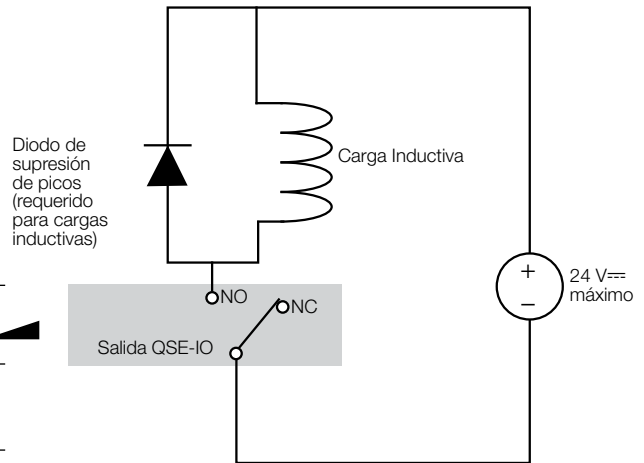 Diodo de
supresión
de picos
(requerido
para cargas
inductivas)
Carga Inductiva
+
−
24 V⎓
máximo
NO
NC
Salida QSE-IO